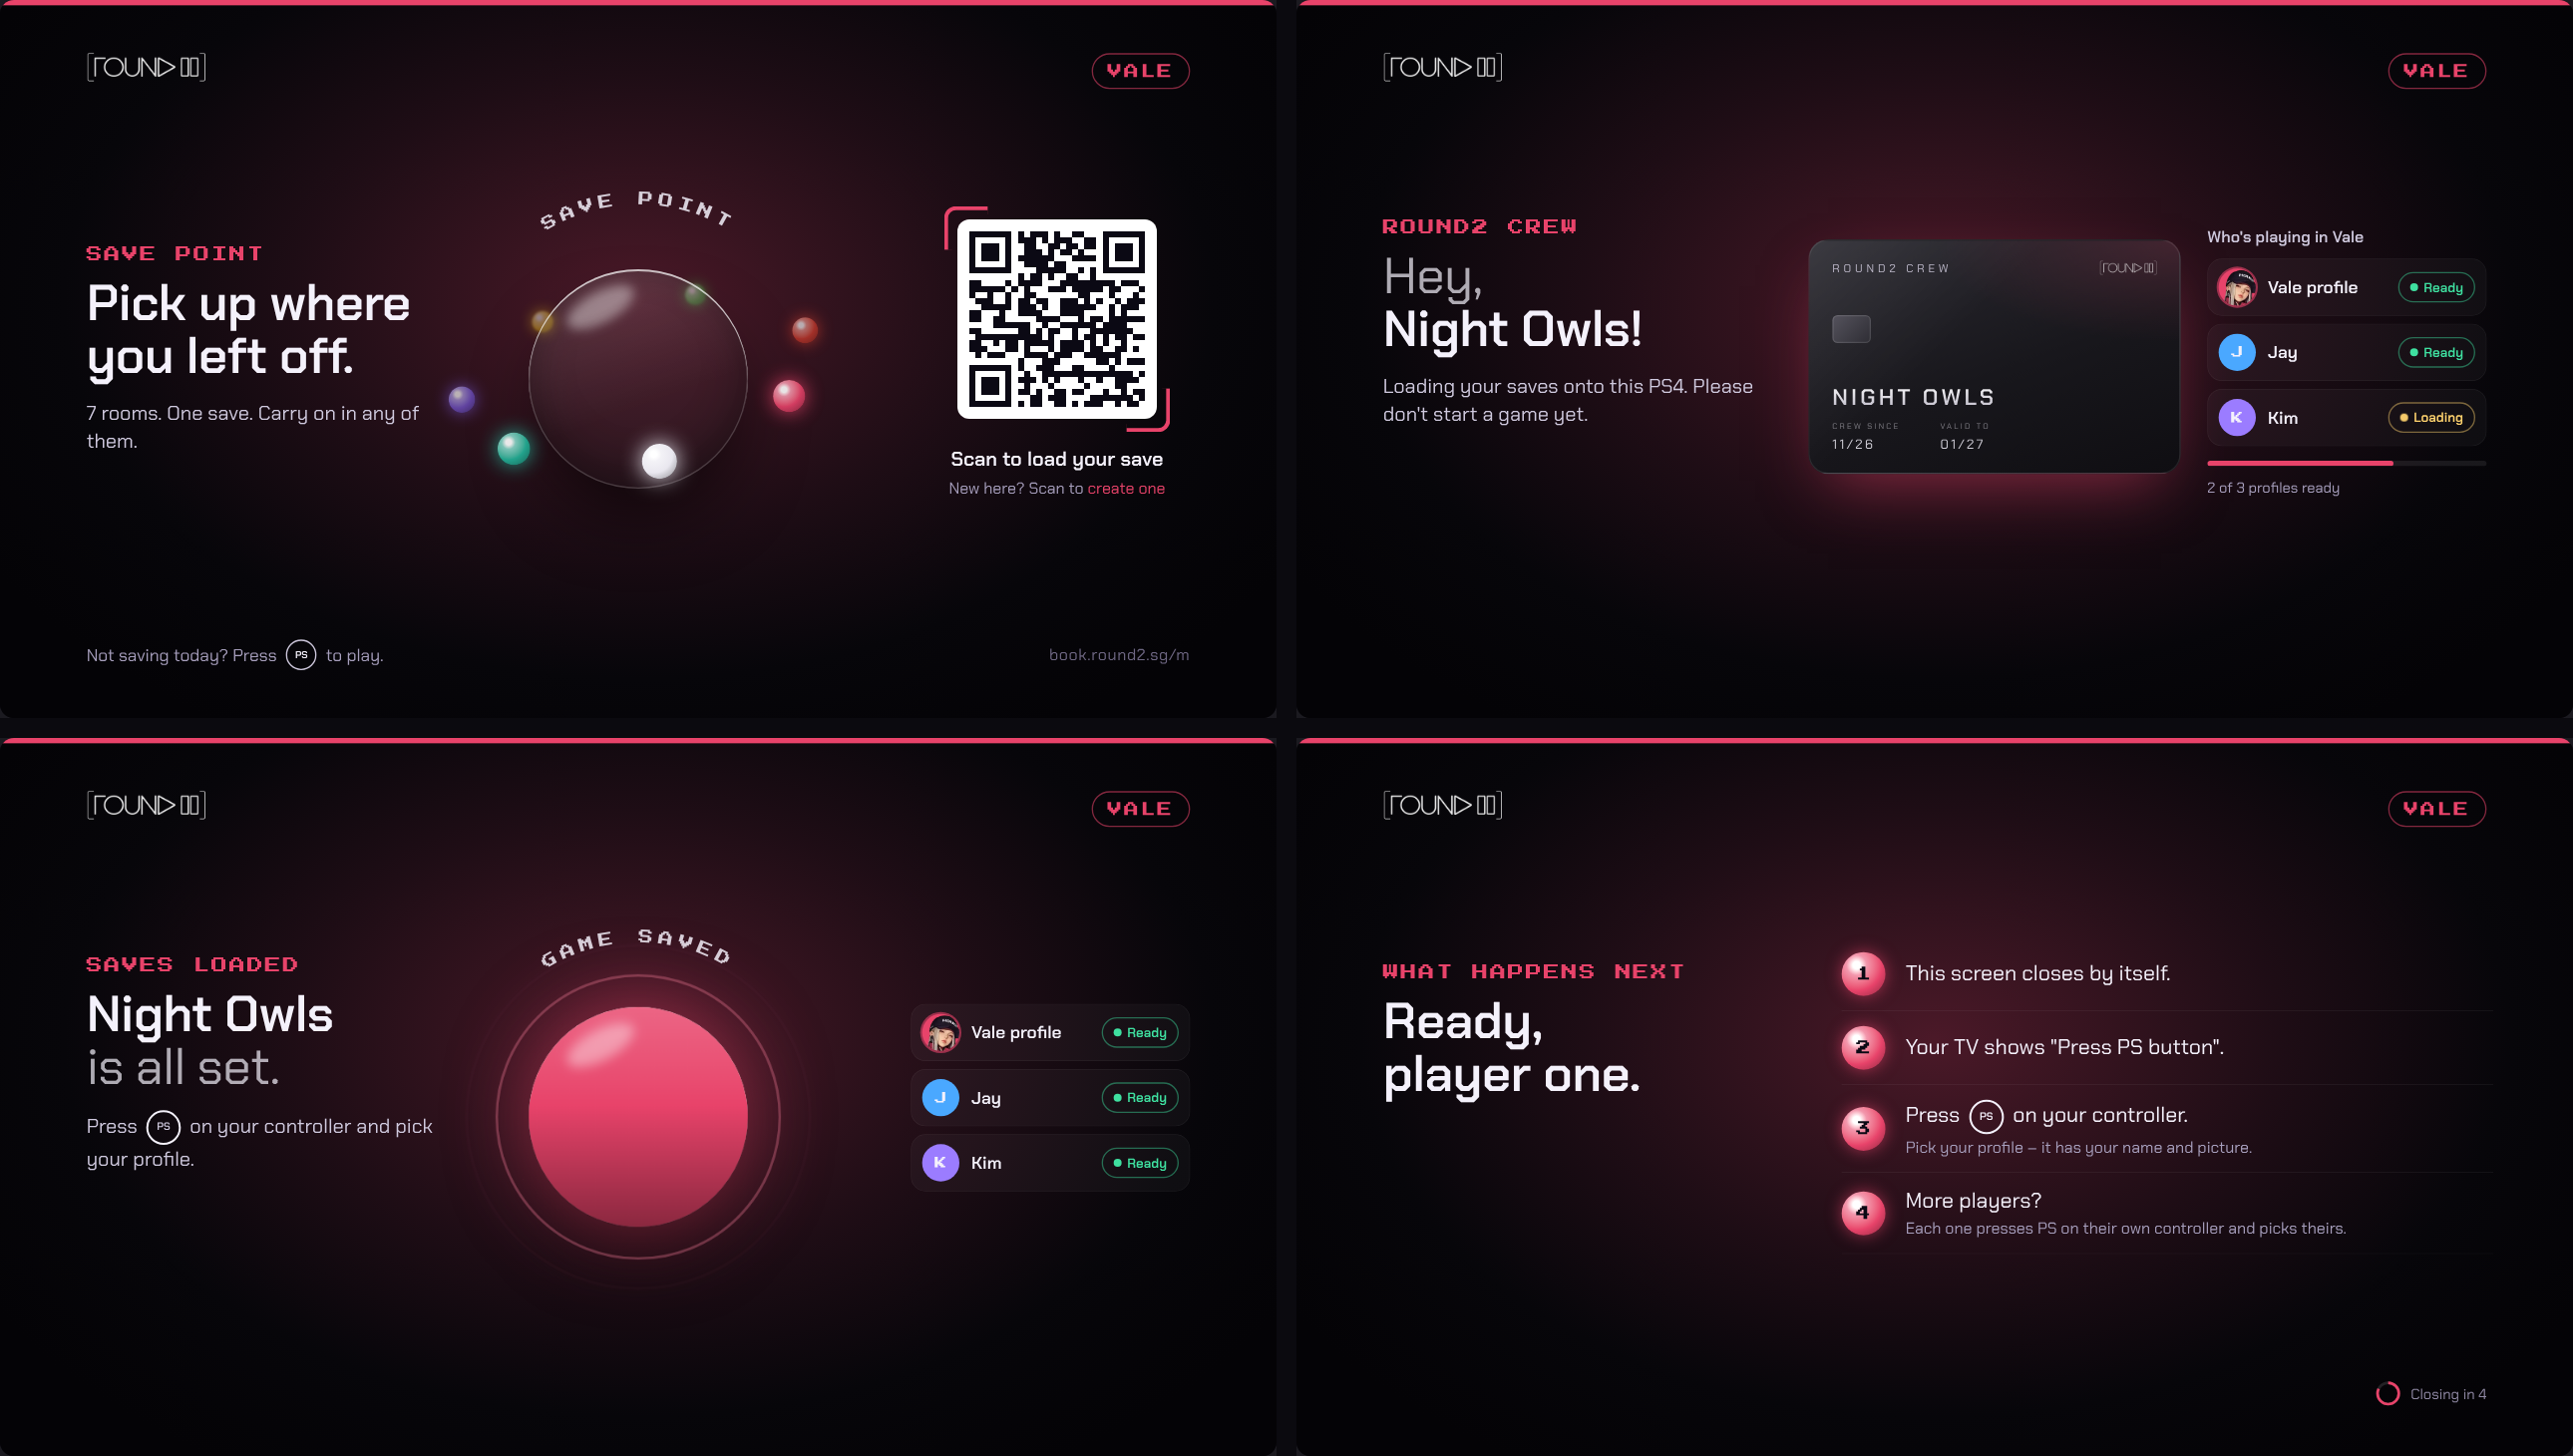 [ROUND II]
VALE
SAVE POINT
SAVE POINT
Pick up where
you left off.
7 rooms. One save. Carry on in any of
them.
Scan to load your save
New here? Scan to create one
Not saving today? Press PS to play.
book.round2.sg/m
[ROUND II]
VALE
ROUND2 CREW
Hey,
Night Owls!
Loading your saves onto this PS4. Please
don't start a game yet.
ROUND2 CREW
[ROUND II]
NIGHT OWLS
CREW SINCE
VALID TO
11/26
01/27
Who's playing in Vale
Vale profile
Ready
J
Jay
Ready
K
Kim
Loading
2 of 3 profiles ready
[ROUND II]
VALE
GAME SAVED
SAVES LOADED
Night Owls
is all set.
Press PS on your controller and pick
your profile.
Vale profile
Ready
J
Jay
Ready
K
Kim
Ready
[ROUND II]
VALE
WHAT HAPPENS NEXT
Ready,
player one.
1 This screen closes by itself.
2 Your TV shows "Press PS button".
3 Press PS on your controller.
Pick your profile – it has your name and picture.
4 More players?
Each one presses PS on their own controller and picks theirs.
Closing in 4